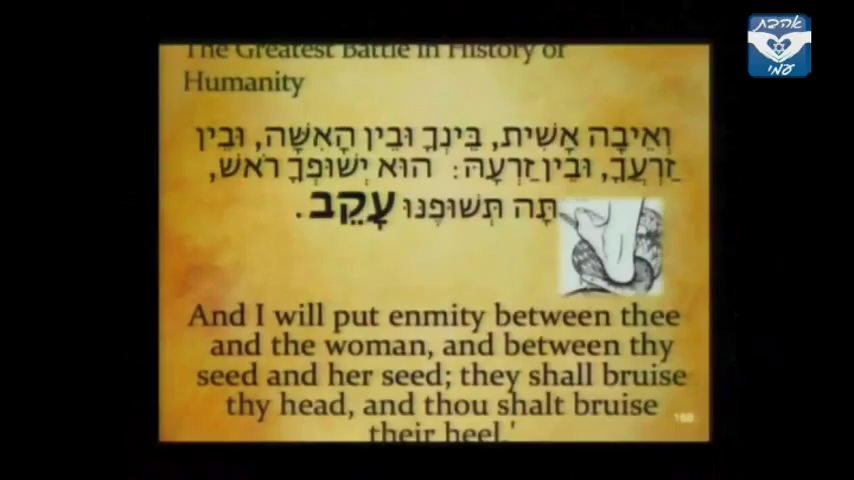 The Greatest Battle in History of
Humanity
וְאֵיבָה אָשִׁית, בֵּינְךָ וּבֵין הָאִשָּׁה, וּבֵין
זַרְעֲךָ, וּבֵין זַרְעָהּ: הוּא יְשׁוּפְךָ רֹאשׁ,
תָּה תְּשׁוּפֶנּוּ עָקֵב.
And I will put enmity between thee
and the woman, and between thy
seed and her seed; they shall bruise
thy head, and thou shalt bruise
their heel.'
168
אהבת
עמי